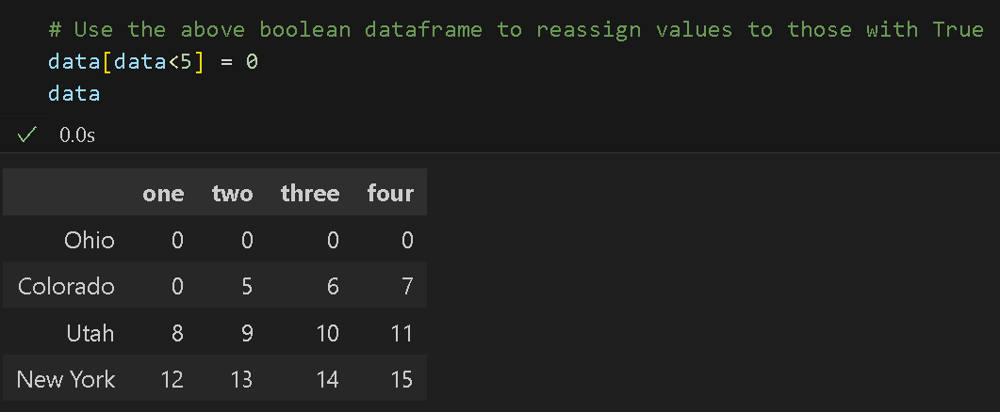 # Use the above boolean dataframe to reassign values to those with True
data[data<5] = 0
data
0.0s
one two three four
Ohio 0 0 0 0
Colorado 0 5 6 7
Utah 8 9 10 11
New York 12 13 14 15